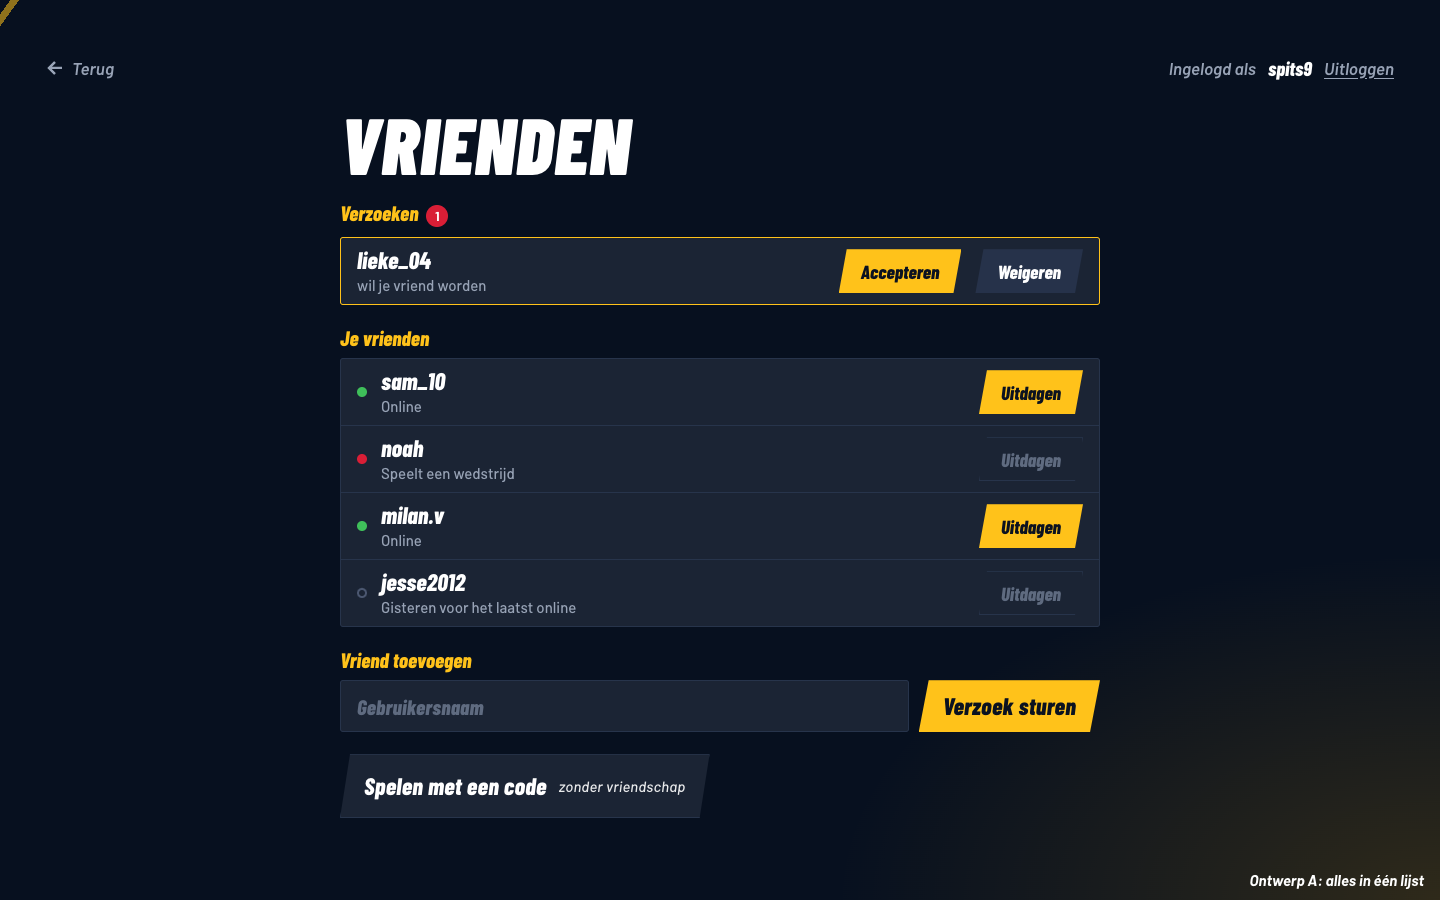 Terug
Ingelogd als spits9 Uitloggen
VRIENDEN
Verzoeken 1
lieke_04
wil je vriend worden
Accepteren
Weigeren
Je vrienden
sam_10
Online
Uitdagen
noah
Speelt een wedstrijd
Uitdagen
milan.v
Online
Uitdagen
jesse2012
Gisteren voor het laatst online
Uitdagen
Vriend toevoegen
Gebruikersnaam
Verzoek sturen
Spelen met een code zonder vriendschap
Ontwerp A: alles in één lijst